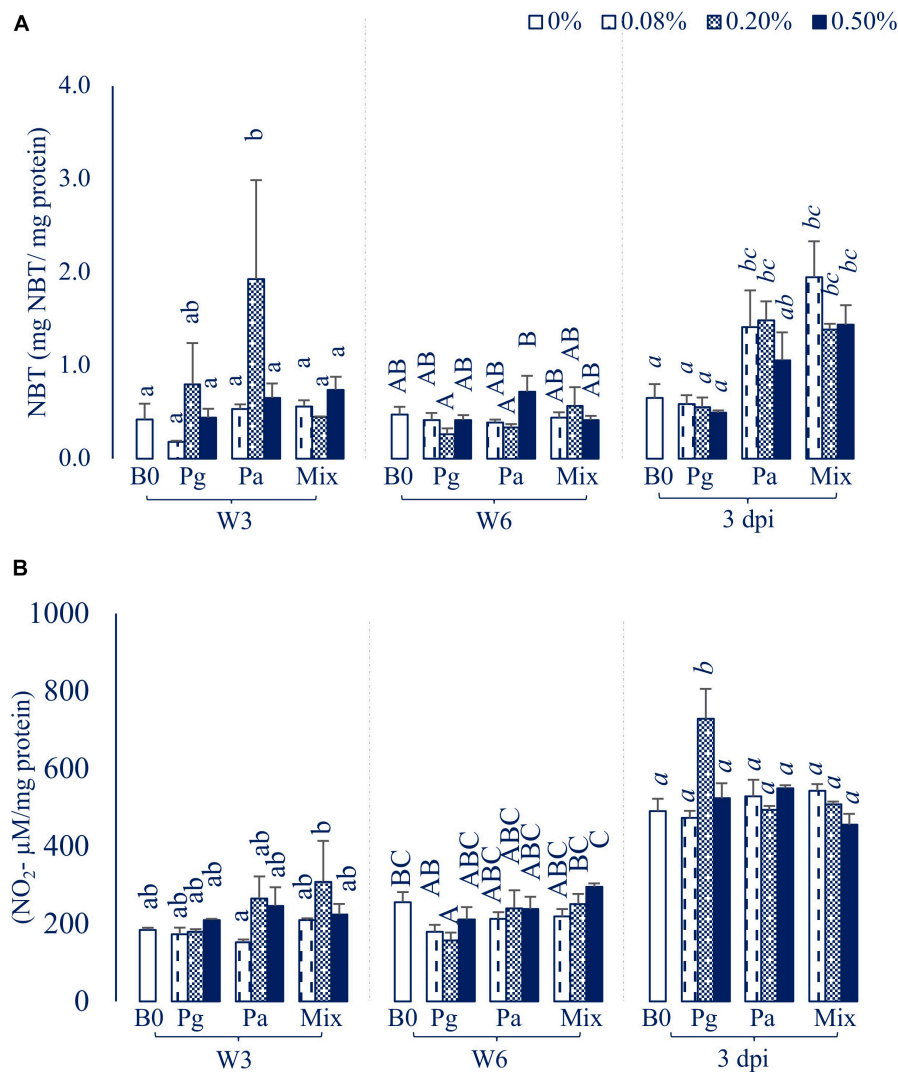 A
0% 0.08% 0.20% 0.50%
NBT (mg NBT/ mg protein)
4.0
3.0
2.0
1.0
0.0
a a ab a a b a a a a
AB AB A AB AB A B AB AB AB
a a a a bc bc ab bc bc bc
B0 Pg Pa Mix B0 Pg Pa Mix B0 Pg Pa Mix
W3 W6 3 dpi
B
(NO2- µM/mg protein)
1000
800
600
400
200
0
ab ab ab ab a ab ab ab b ab
BC AB A ABC ABC ABC ABC ABC BC C
a a b a a a a a a a
B0 Pg Pa Mix B0 Pg Pa Mix B0 Pg Pa Mix
W3 W6 3 dpi